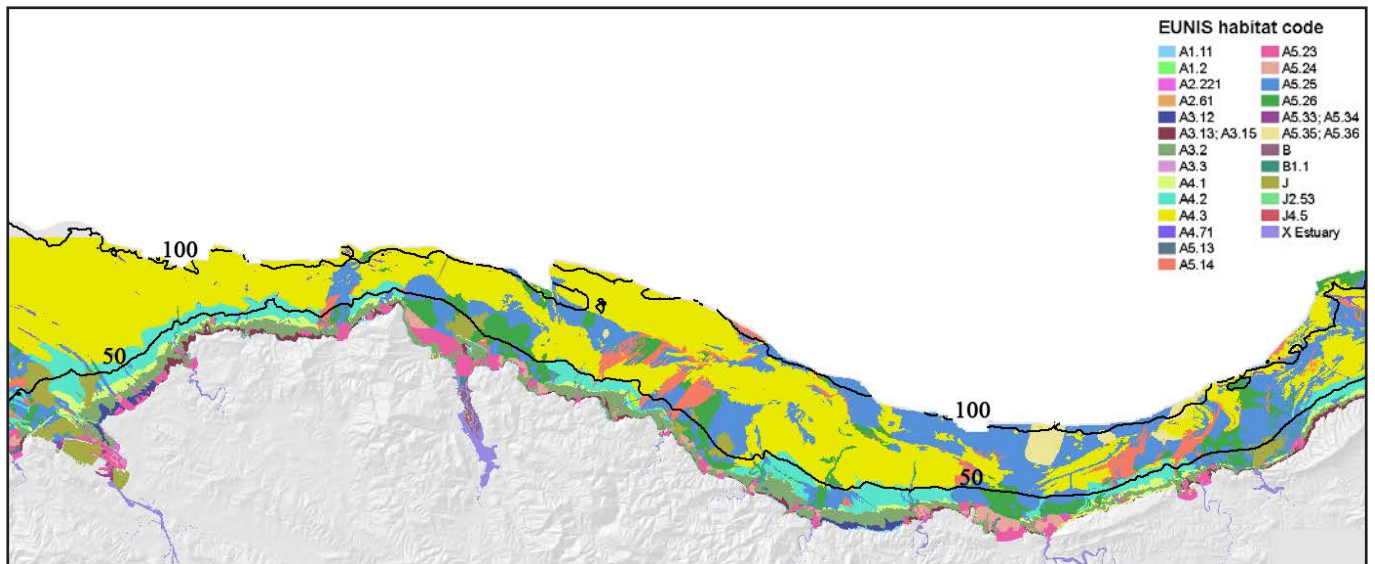 EUNIS habitat code
A1.11
A1.2
A2.221
A2.61
A3.12
A3.13; A3.15
A3.2
A3.3
A4.1
A4.2
A4.3
A4.71
A5.13
A5.14
A5.23
A5.24
A5.25
A5.26
A5.33; A5.34
A5.35; A5.36
B
B1.1
J
J2.53
J4.5
X Estuary
100
50
100
50